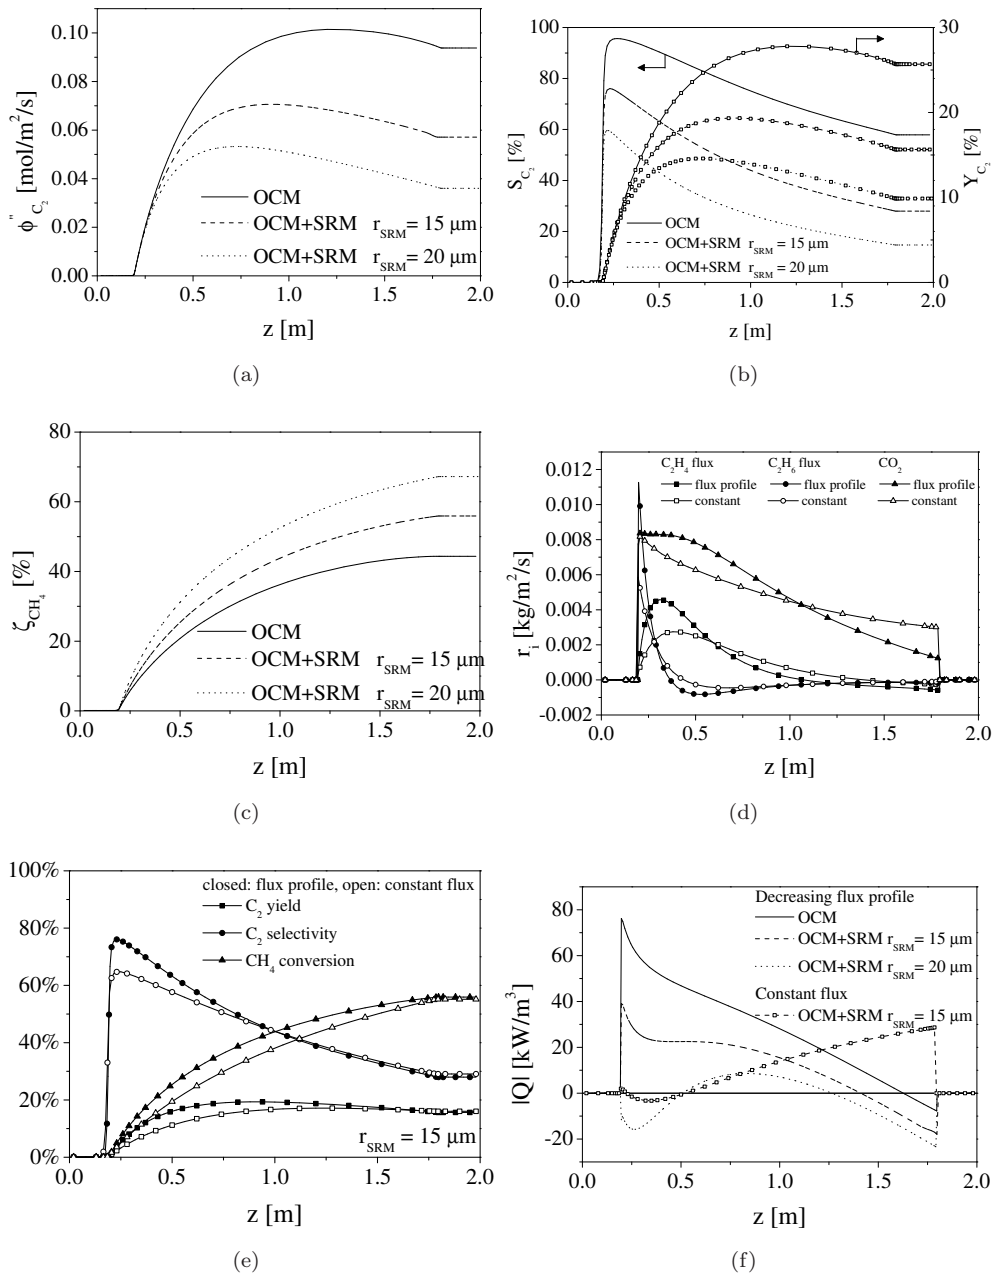 0.10
0.08
0.06
0.04
0.02
0.00
ϕ''C2 [mol/m²/s]
OCM
OCM+SRM rSRM= 15 µm
OCM+SRM rSRM= 20 µm
0.0 0.5 1.0 1.5 2.0
z [m]
(a)
100
80
60
40
20
0
SC2 [%]
30
20
10
0
YC2 [%]
OCM
OCM+SRM rSRM= 15 µm
OCM+SRM rSRM= 20 µm
0.0 0.5 1.0 1.5 2.0
z [m]
(b)
80
60
40
20
0
ζCH4 [%]
OCM
OCM+SRM rSRM= 15 µm
OCM+SRM rSRM= 20 µm
0.0 0.5 1.0 1.5 2.0
z [m]
(c)
0.012
0.010
0.008
0.006
0.004
0.002
0.000
-0.002
ri [kg/m²/s]
C2H4 flux C2H6 flux CO2
flux profile flux profile flux profile
constant constant constant
0.0 0.5 1.0 1.5 2.0
z [m]
(d)
100%
80%
60%
40%
20%
0%
closed: flux profile, open: constant flux
C2 yield
C2 selectivity
CH4 conversion
rSRM = 15 µm
0.0 0.5 1.0 1.5 2.0
z [m]
(e)
80
60
40
20
0
-20
|Q| [kW/m³]
Decreasing flux profile
OCM
OCM+SRM rSRM= 15 µm
OCM+SRM rSRM= 20 µm
Constant flux
OCM+SRM rSRM= 15 µm
0.0 0.5 1.0 1.5 2.0
z [m]
(f)